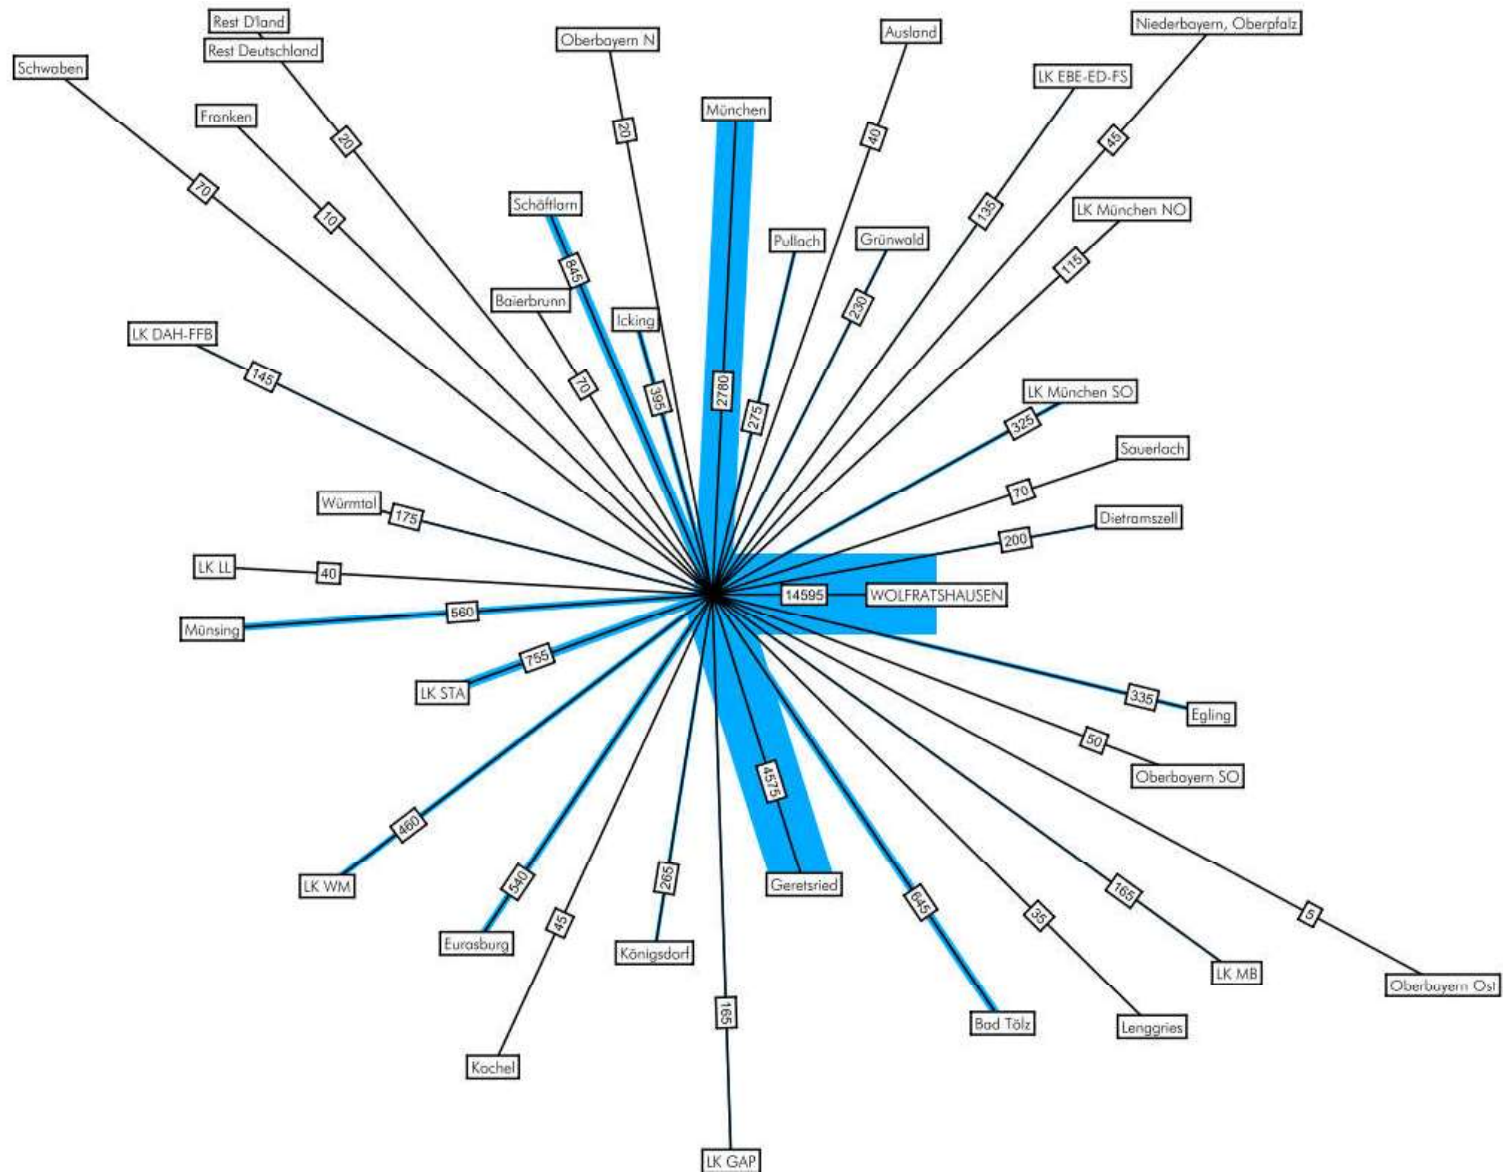 Rest D'land
Rest Deutschland
Schwaben
Franken
Oberbayern N
Ausland
Niederbayern, Oberpfalz
LK EBE-ED-FS
München
20
20
40
45
70
10
Schäftlarn
135
LK München NO
Pullach
Grünwald
845
115
Baierbrunn
Icking
230
LK DAH-FFB
145
70
395
2780
275
LK München SO
325
Sauerlach
Würmtal
175
70
Dietramszell
200
LK LL
40
14595
WOLFRATSHAUSEN
Münsing
560
755
LK STA
335
Egling
50
Oberbayern SO
4575
460
LK WM
540
265
Geretsried
645
165
35
5
Eurasburg
45
Königsdorf
LK MB
Oberbayern Ost
165
Bad Tölz
Lenggries
Kochel
LK GAP